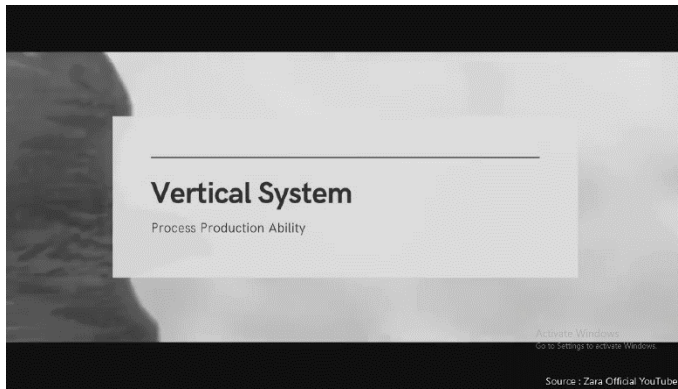 Vertical System
Process Production Ability
Activate Windows
Go to Settings to activate Windows.
Source : Zara Official YouTube